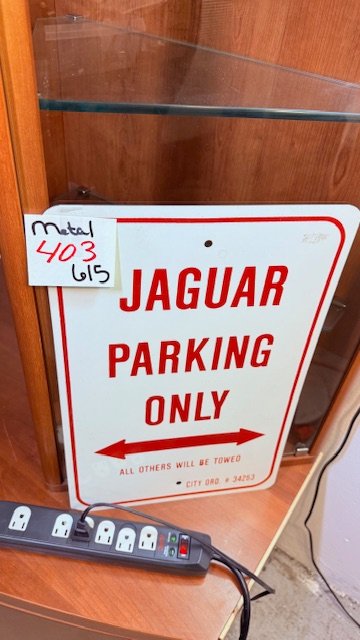 Metal
403
615
JAGUAR
PARKING
ONLY
ALL OTHERS WILL BE TOWED
CITY ORD. # 34253